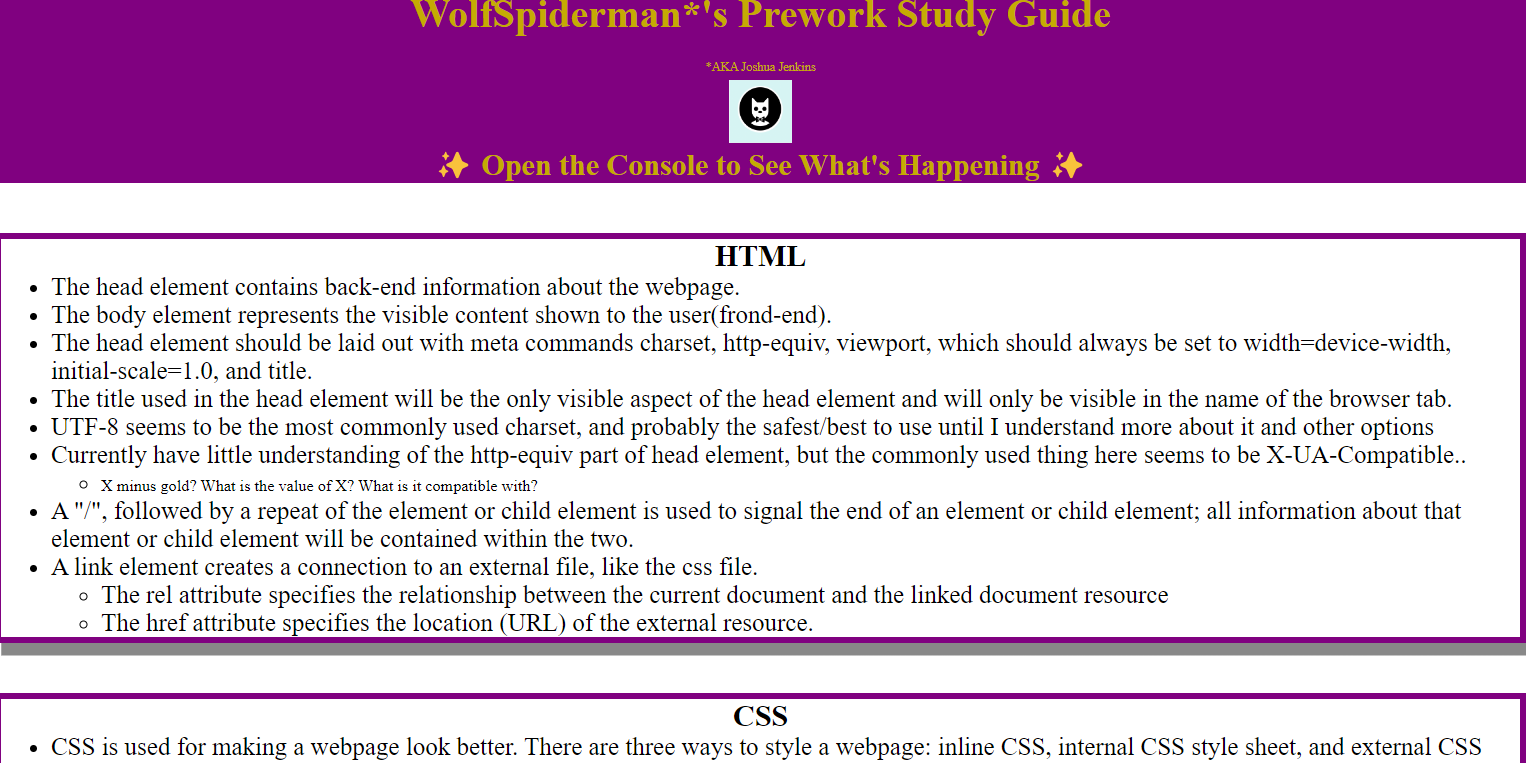 WolfSpiderman*'s Prework Study Guide
*AKA Joshua Jenkins
✨ Open the Console to See What's Happening ✨
HTML
• The head element contains back-end information about the webpage.
• The body element represents the visible content shown to the user(frond-end).
• The head element should be laid out with meta commands charset, http-equiv, viewport, which should always be set to width=device-width,
initial-scale=1.0, and title.
• The title used in the head element will be the only visible aspect of the head element and will only be visible in the name of the browser tab.
• UTF-8 seems to be the most commonly used charset, and probably the safest/best to use until I understand more about it and other options
• Currently have little understanding of the http-equiv part of head element, but the commonly used thing here seems to be X-UA-Compatible..
◦ X minus gold? What is the value of X? What is it compatible with?
• A "/", followed by a repeat of the element or child element is used to signal the end of an element or child element; all information about that
element or child element will be contained within the two.
• A link element creates a connection to an external file, like the css file.
◦ The rel attribute specifies the relationship between the current document and the linked document resource
◦ The href attribute specifies the location (URL) of the external resource.
CSS
• CSS is used for making a webpage look better. There are three ways to style a webpage: inline CSS, internal CSS style sheet, and external CSS